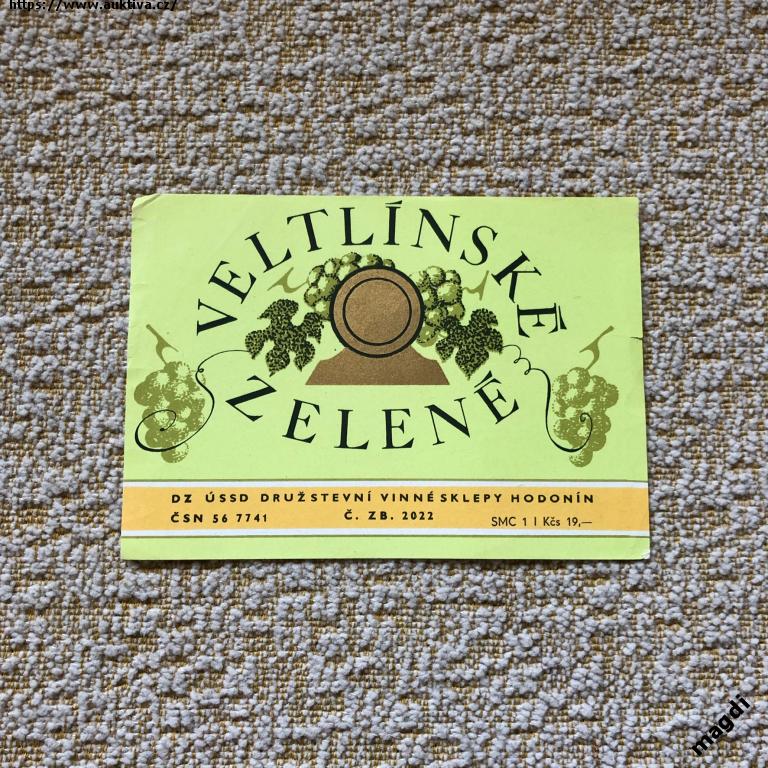 https://www.auktiva.cz/
VELTLÍNSKÉ
ZELENÉ
DZ ÚSSD DRUŽSTEVNÍ VINNÉ SKLEPY HODONÍN
ČSN 56 7741 Č. ZB. 2022 SMC 1 l Kčs 19,—
magdi